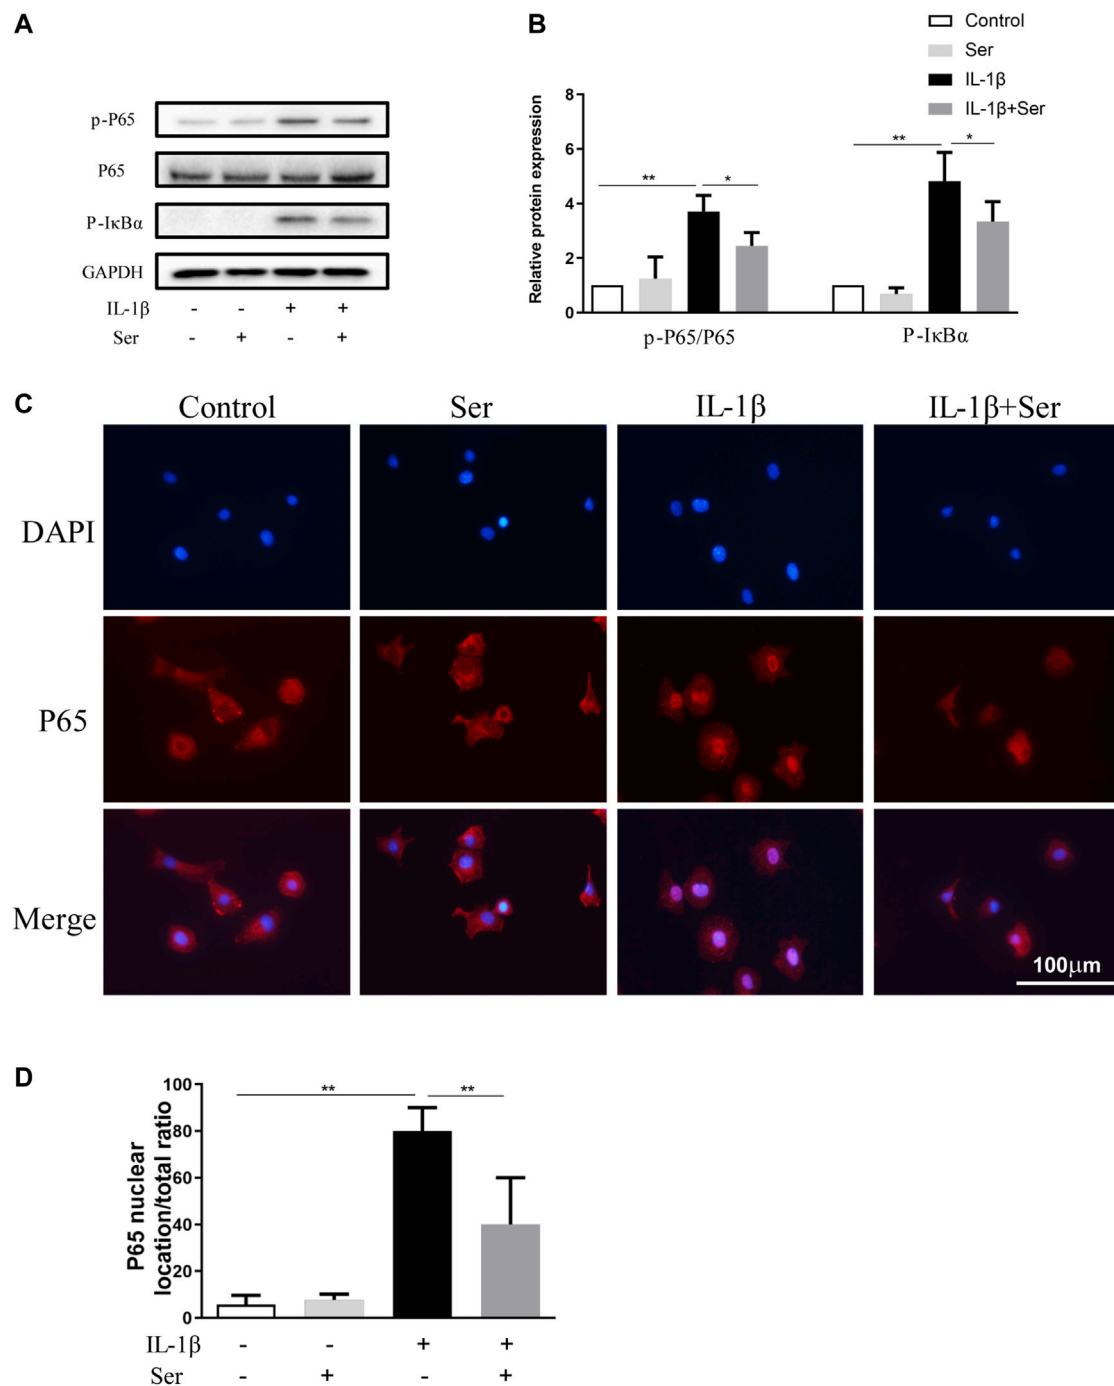 A
p-P65
P65
P-IκBα
GAPDH
IL-1β - - + +
Ser - + - +
B
Control
Ser
IL-1β
IL-1β+Ser
Relative protein expression
8
6
4
2
0
** *
** *
p-P65/P65 P-IκBα
C
Control Ser IL-1β IL-1β+Ser
DAPI
P65
Merge
100μm
D
P65 nuclear
location/total ratio
100
80
60
40
20
0
** **
IL-1β - - + +
Ser - + - +